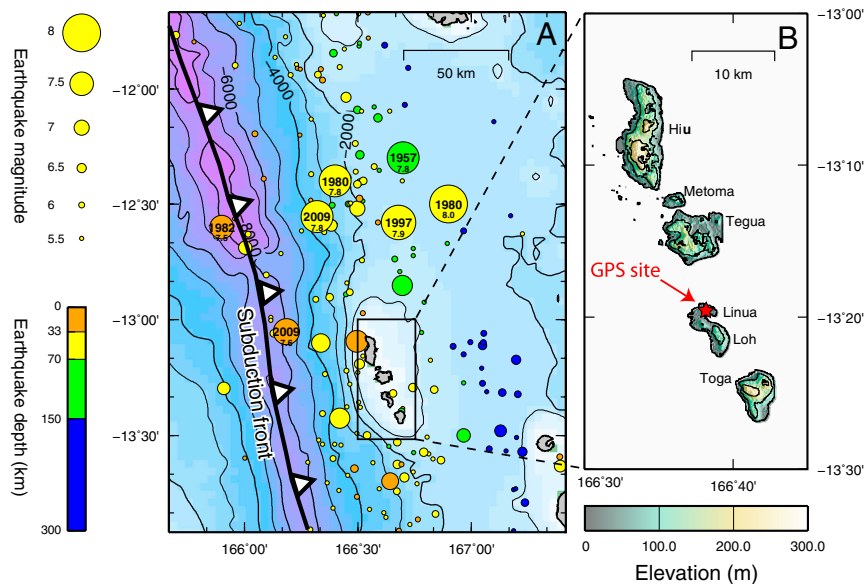 Earthquake magnitude
8
7.5
7
6.5
6
5.5
Earthquake depth (km)
0
33
70
150
300
A
−12°00'
−12°30'
−13°00'
−13°30'
166°00'
166°30'
167°00'
50 km
−6000
−4000
−2000
−8000
1957
7.8
1980
7.8
1980
8.0
2009
7.8
1997
7.9
1982
2009
Subduction front
B
10 km
−13°00'
−13°10'
−13°20'
−13°30'
166°30'
166°40'
Hiu
Metoma
Tegua
GPS site
Linua
Loh
Toga
0
100.0
200.0
300.0
Elevation (m)